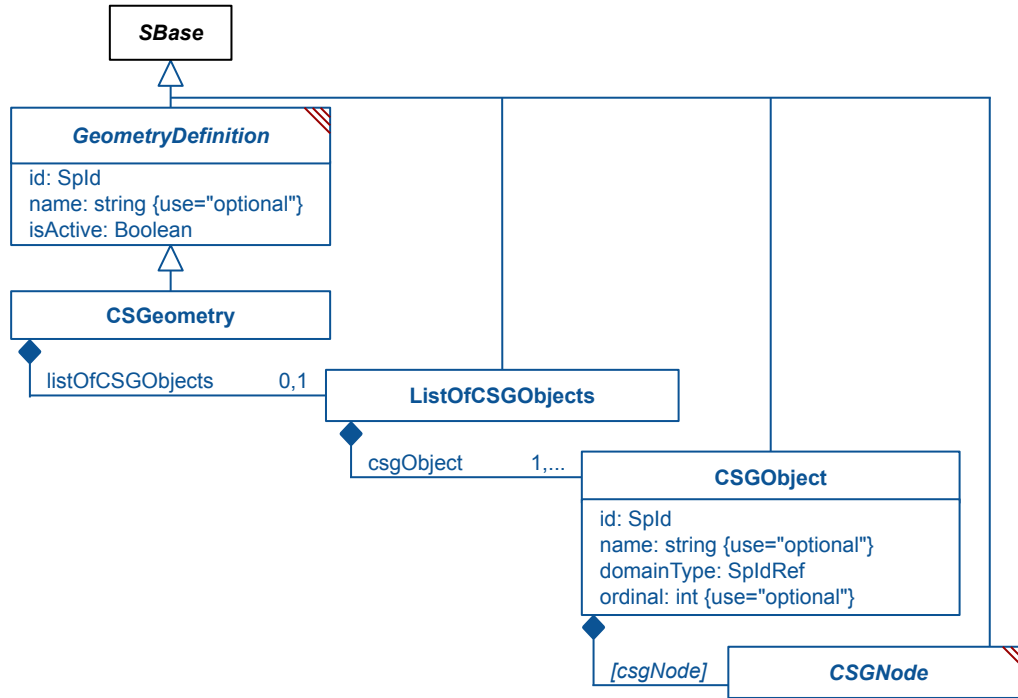 SBase
GeometryDefinition
id: SpId
name: string {use="optional"}
isActive: Boolean
CSGeometry
listOfCSGObjects 0,1
ListOfCSGObjects
csgObject 1,...
CSGObject
id: SpId
name: string {use="optional"}
domainType: SpIdRef
ordinal: int {use="optional"}
[csgNode]
CSGNode